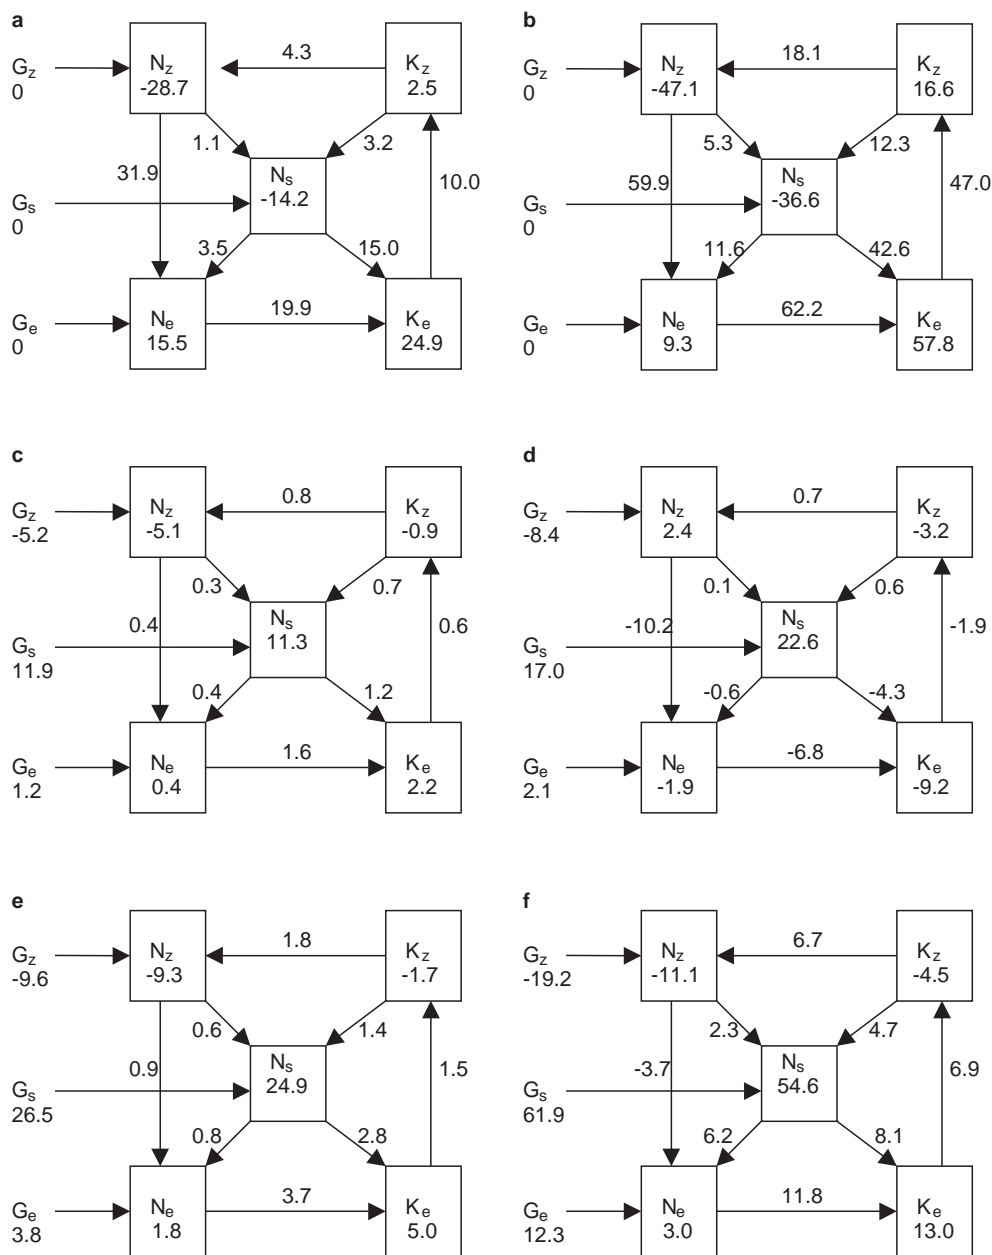 a
b
G_z
0
N_z
-28.7
4.3
K_z
2.5
1.1
3.2
31.9
N_s
-14.2
10.0
G_s
0
3.5
15.0
G_e
0
N_e
15.5
19.9
K_e
24.9
G_z
0
N_z
-47.1
18.1
K_z
16.6
5.3
12.3
59.9
N_s
-36.6
47.0
G_s
0
11.6
42.6
G_e
0
N_e
9.3
62.2
K_e
57.8
c
d
G_z
-5.2
N_z
-5.1
0.8
K_z
-0.9
0.3
0.7
0.4
N_s
11.3
0.6
G_s
11.9
0.4
1.2
G_e
1.2
N_e
0.4
1.6
K_e
2.2
G_z
-8.4
N_z
2.4
0.7
K_z
-3.2
0.1
0.6
-10.2
N_s
22.6
-1.9
G_s
17.0
-0.6
-4.3
G_e
2.1
N_e
-1.9
-6.8
K_e
-9.2
e
f
G_z
-9.6
N_z
-9.3
1.8
K_z
-1.7
0.6
1.4
0.9
N_s
24.9
1.5
G_s
26.5
0.8
2.8
G_e
3.8
N_e
1.8
3.7
K_e
5.0
G_z
-19.2
N_z
-11.1
6.7
K_z
-4.5
2.3
4.7
-3.7
N_s
54.6
6.9
G_s
61.9
6.2
8.1
G_e
12.3
N_e
3.0
11.8
K_e
13.0